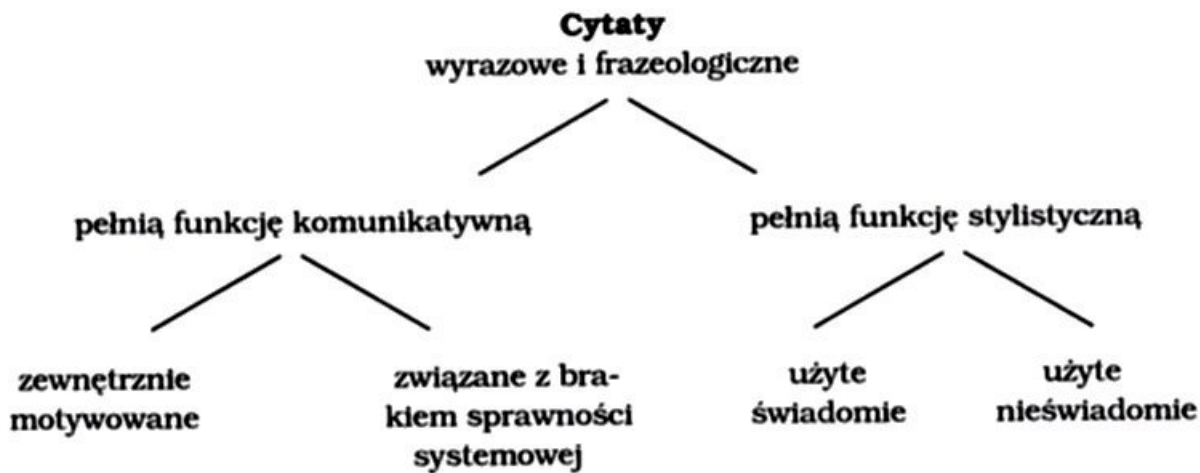 Cytaty
wyrazowe i frazeologiczne
pełnią funkcję komunikatywną
pełnią funkcję stylistyczną
zewnętrznie
motywowane
związane z bra-
kiem sprawności
systemowej
użyte
świadomie
użyte
nieświadomie